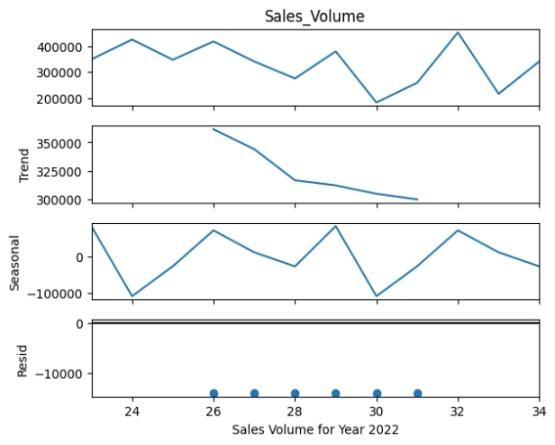 Sales_Volume
400000
300000
200000
Trend
350000
325000
300000
Seasonal
0
−100000
Resid
0
−10000
24 26 28 30 32 34
Sales Volume for Year 2022